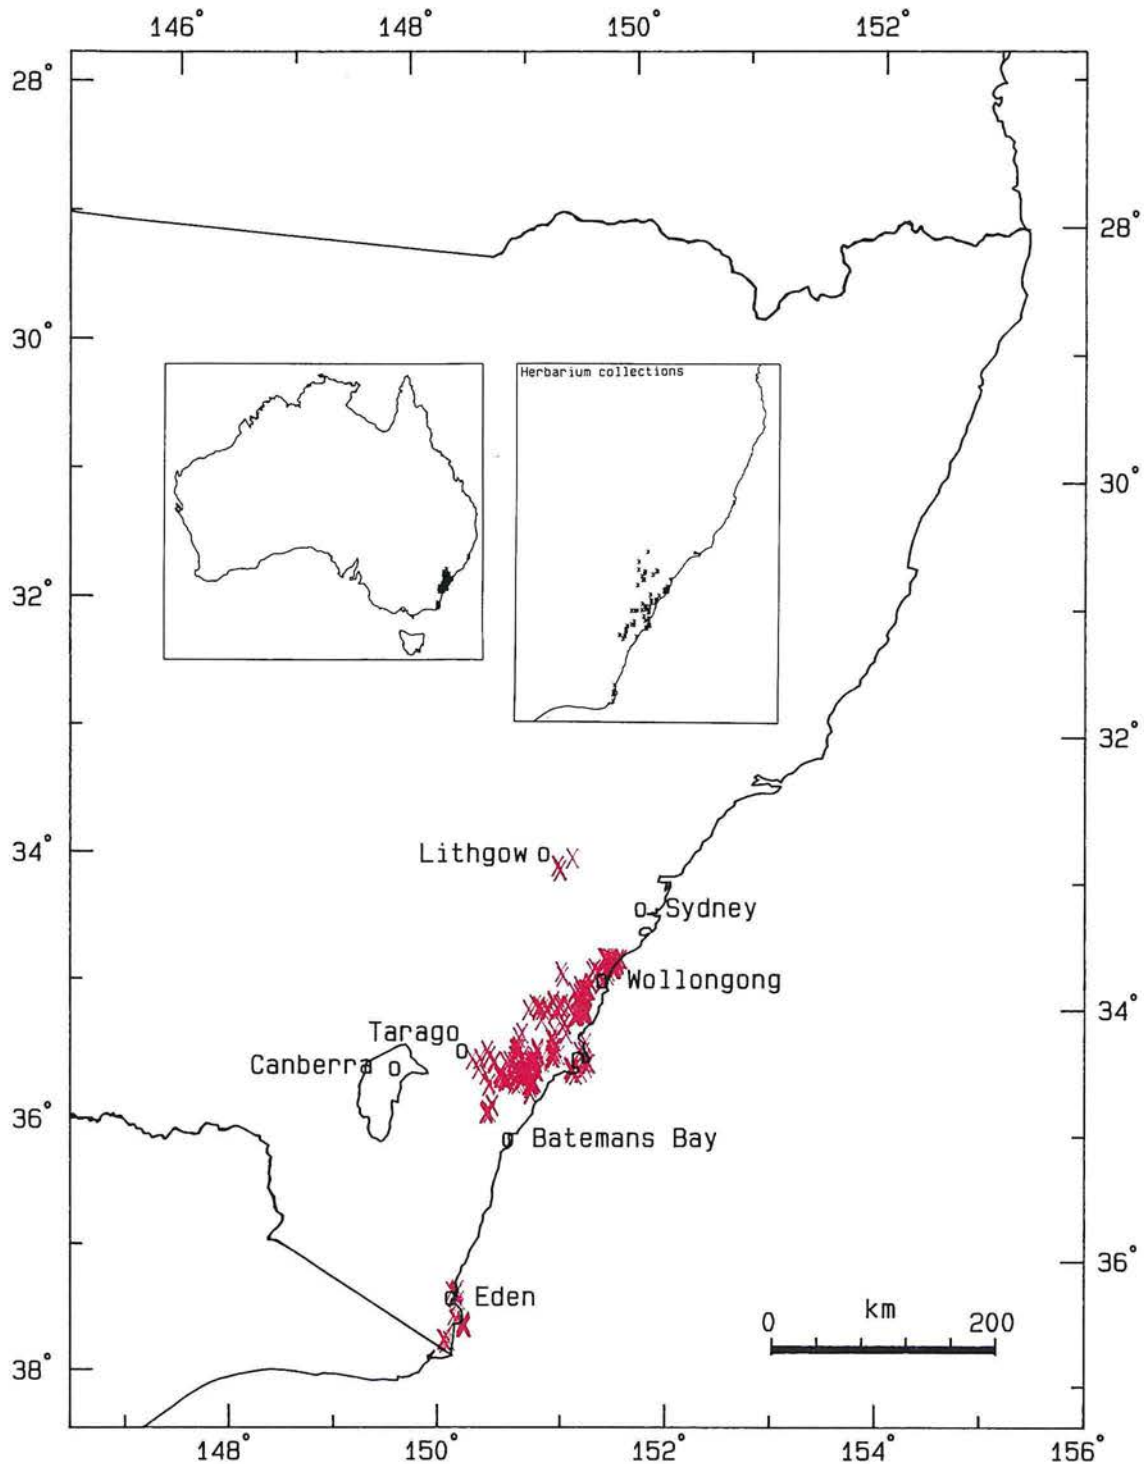 146° 148° 150° 152°
28°
28°
30°
Herbarium collections
30°
32°
32°
34°
Lithgow
Sydney
Wollongong
34°
Tarago
Canberra
36°
Batemans Bay
36°
Eden
km
0 200
38°
148° 150° 152° 154° 156°